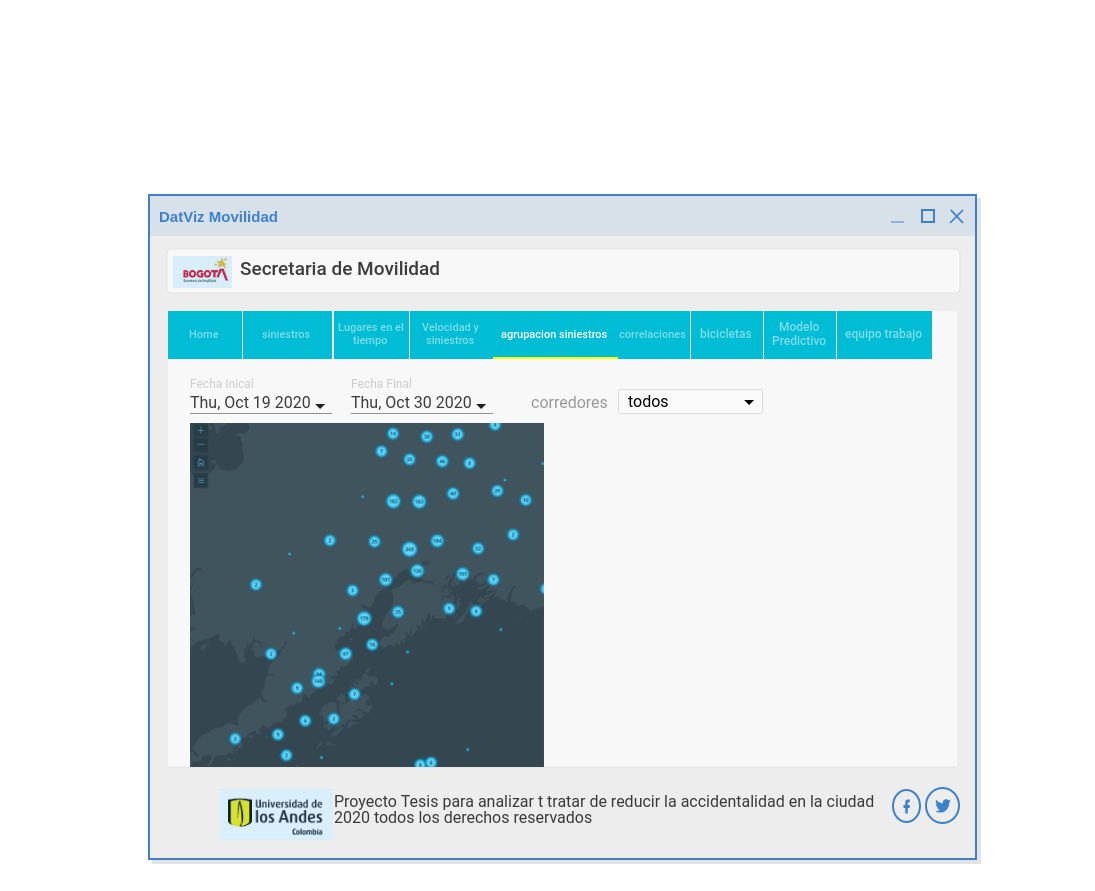 DatViz Movilidad
BOGOTA
Secretaria de Movilidad
Home
siniestros
Lugares en el
tiempo
Velocidad y
siniestros
agrupacion siniestros
correlaciones
bicicletas
Modelo
Predictivo
equipo trabajo
Fecha Inical
Thu, Oct 19 2020
Fecha Final
Thu, Oct 30 2020
corredores
todos
Universidad de
los Andes
Colombia
Proyecto Tesis para analizar t tratar de reducir la accidentalidad en la ciudad
2020 todos los derechos reservados